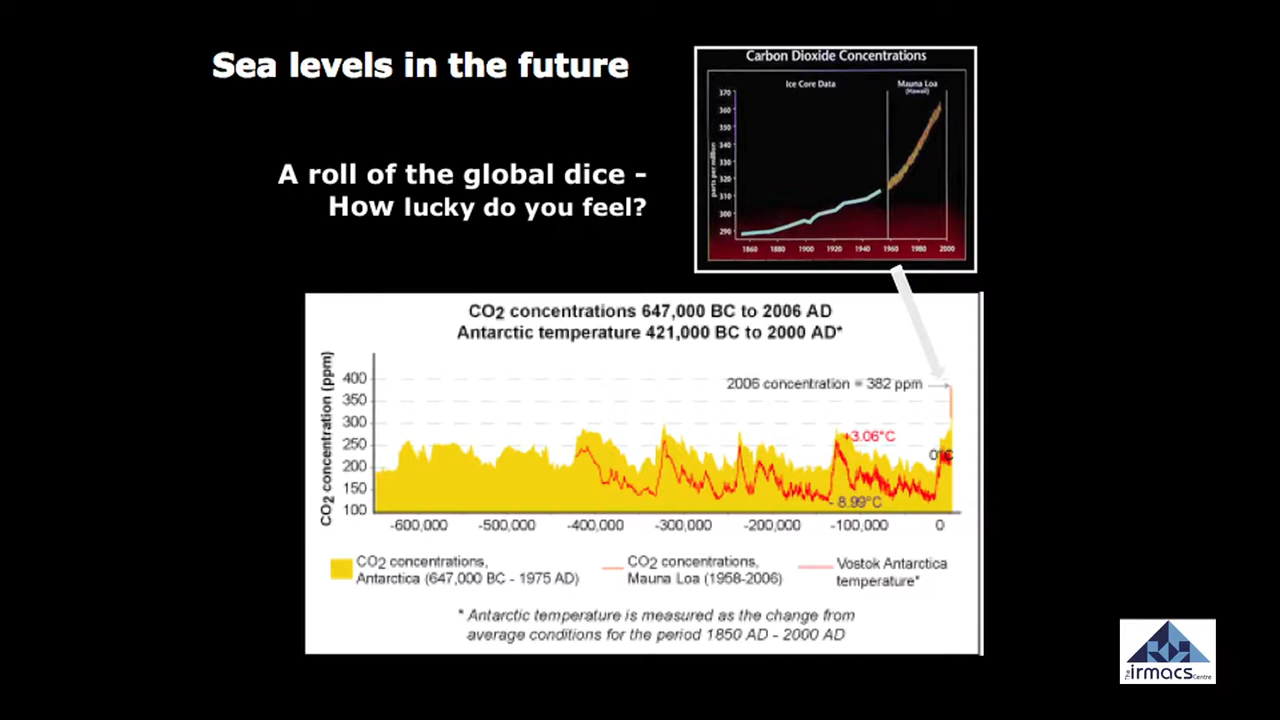 Sea levels in the future
A roll of the global dice -
How lucky do you feel?
Carbon Dioxide Concentrations
Ice Core Data
Mauna Loa
(Hawaii)
parts per million
370
360
350
340
330
320
310
300
290
1860 1880 1900 1920 1940 1960 1980 2000
CO2 concentrations 647,000 BC to 2006 AD
Antarctic temperature 421,000 BC to 2000 AD*
CO2 concentration (ppm)
400
350
300
250
200
150
100
2006 concentration = 382 ppm
+3.06°C
0°C
- 8.99°C
-600,000 -500,000 -400,000 -300,000 -200,000 -100,000 0
CO2 concentrations,
Antarctica (647,000 BC - 1975 AD)
CO2 concentrations,
Mauna Loa (1958-2006)
Vostok Antarctica
temperature*
* Antarctic temperature is measured as the change from
average conditions for the period 1850 AD - 2000 AD
The irmacs Centre